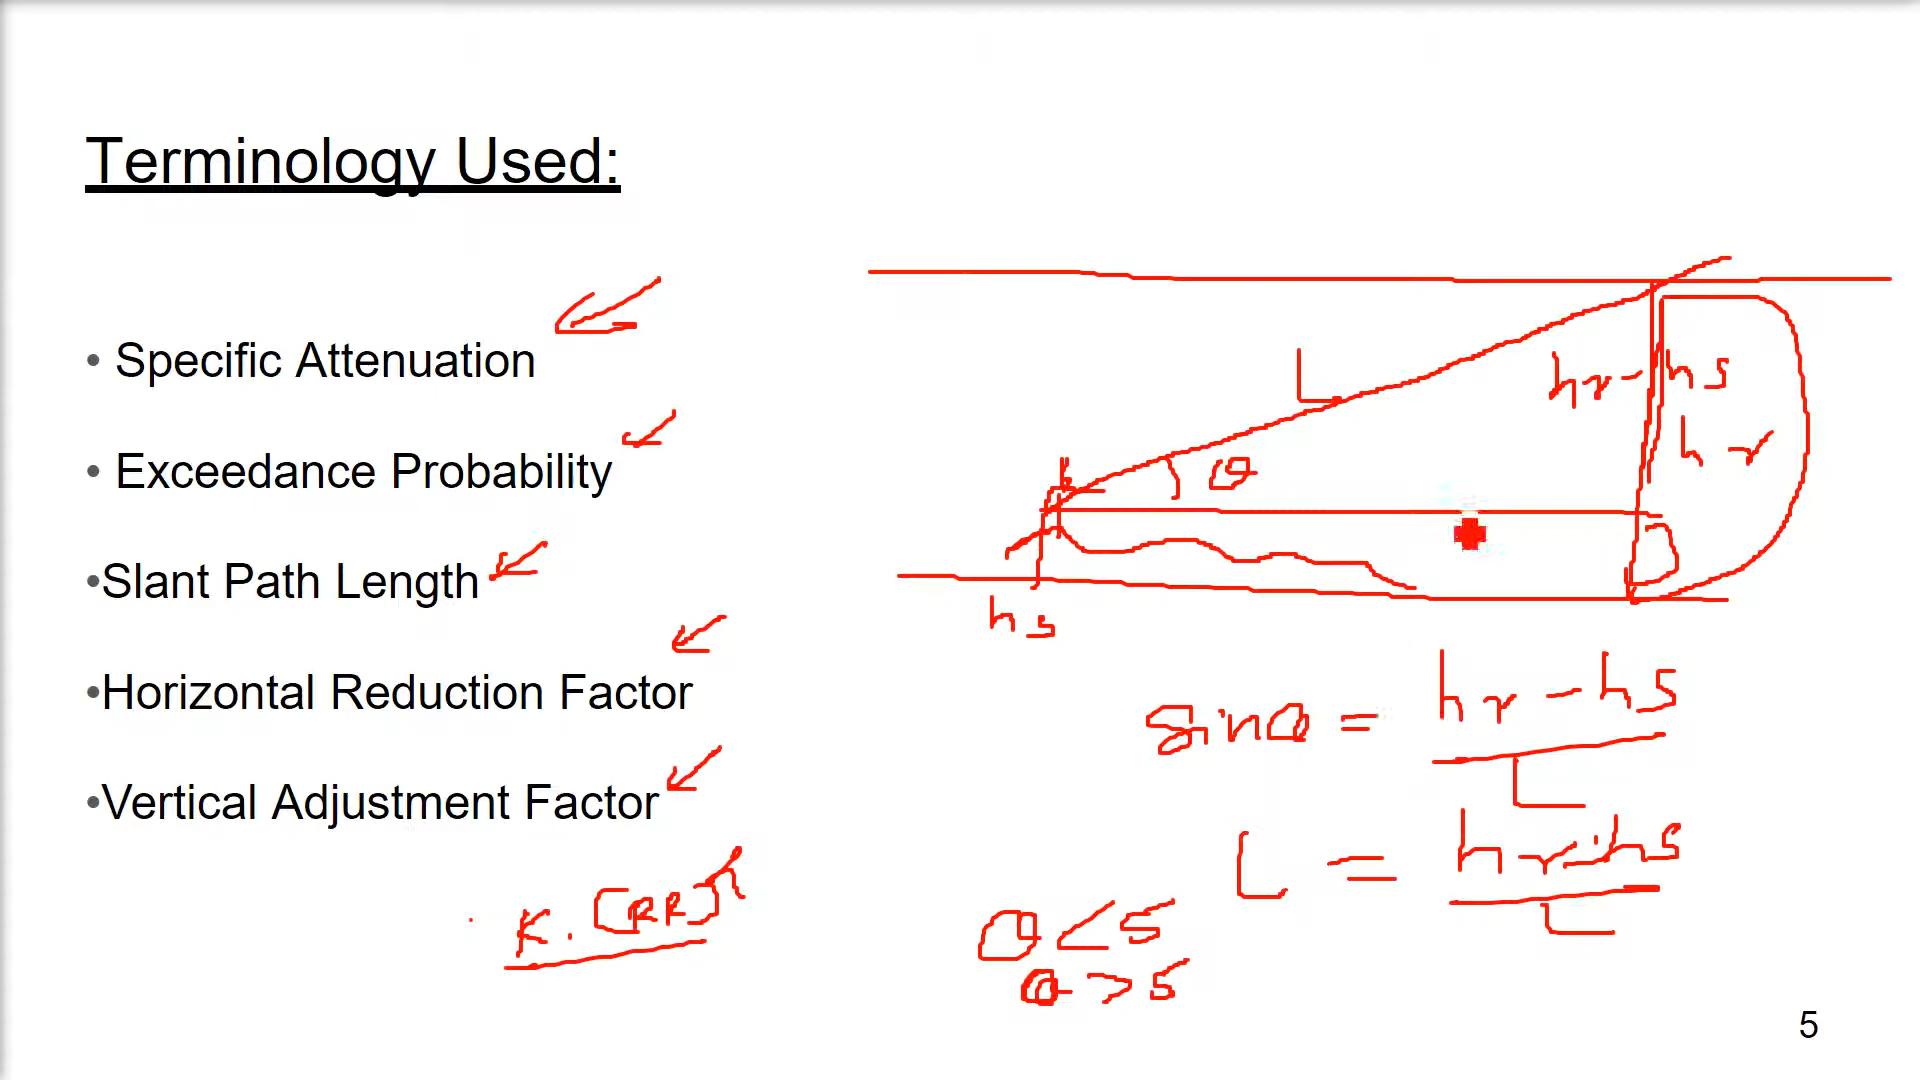 Terminology Used:
• Specific Attenuation
• Exceedance Probability
•Slant Path Length
•Horizontal Reduction Factor
•Vertical Adjustment Factor
K. [RR]^
L
hr-hs
hr
θ
hs
sinθ = hr-hs
L
L = hr-hs
L
θ < 5
θ > 5
5